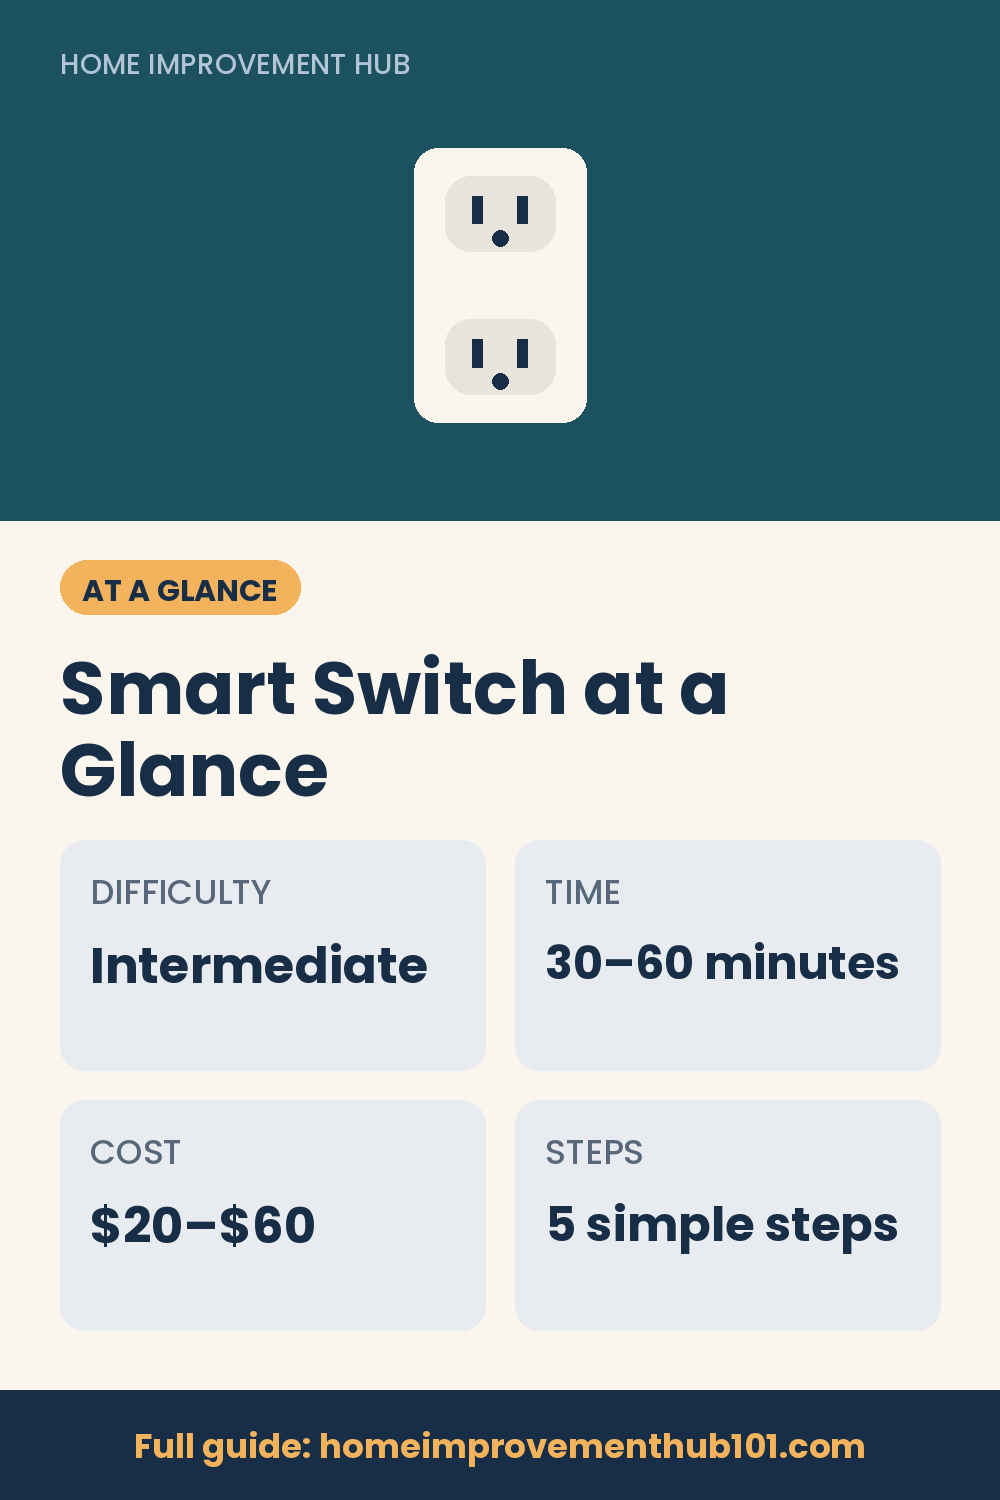 HOME IMPROVEMENT HUB
AT A GLANCE
Smart Switch at a
Glance
DIFFICULTY
Intermediate
TIME
30–60 minutes
COST
$20–$60
STEPS
5 simple steps
Full guide: homeimprovementhub101.com